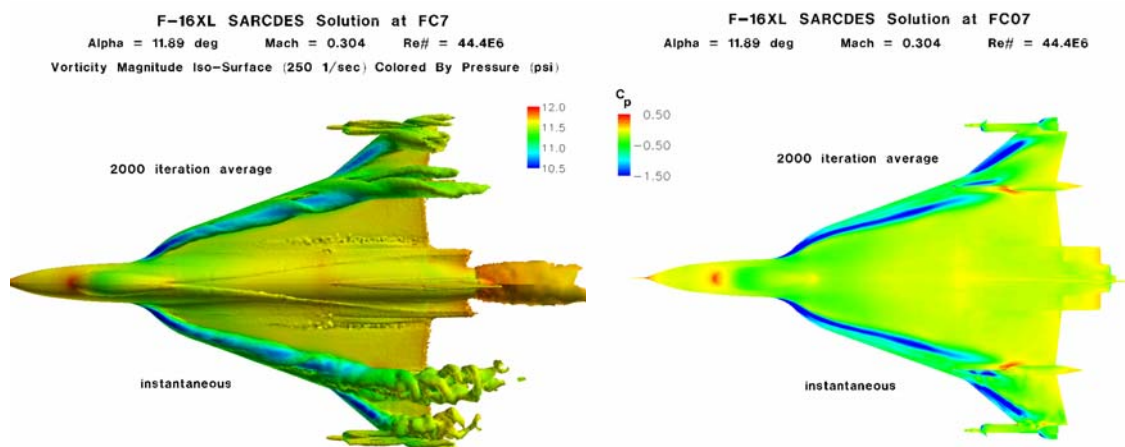 F-16XL SARCDES Solution at FC7
Alpha = 11.89 deg Mach = 0.304 Re# = 44.4E6
Vorticity Magnitude Iso-Surface (250 1/sec) Colored By Pressure (psi)
12.0
11.5
11.0
10.5
2000 iteration average
instantaneous
F-16XL SARCDES Solution at FC07
Alpha = 11.89 deg Mach = 0.304 Re# = 44.4E6
Cp
0.50
-0.50
-1.50
2000 iteration average
instantaneous